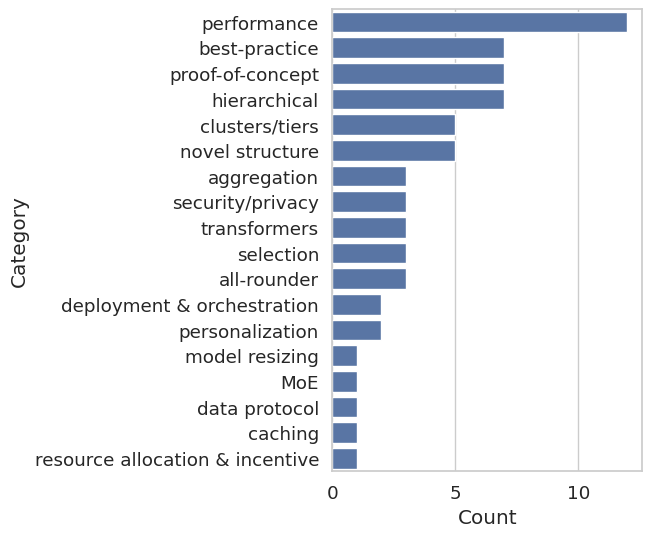 performance
best-practice
proof-of-concept
hierarchical
clusters/tiers
novel structure
aggregation
security/privacy
transformers
selection
all-rounder
deployment & orchestration
personalization
model resizing
MoE
data protocol
caching
resource allocation & incentive
Category
0 5 10
Count